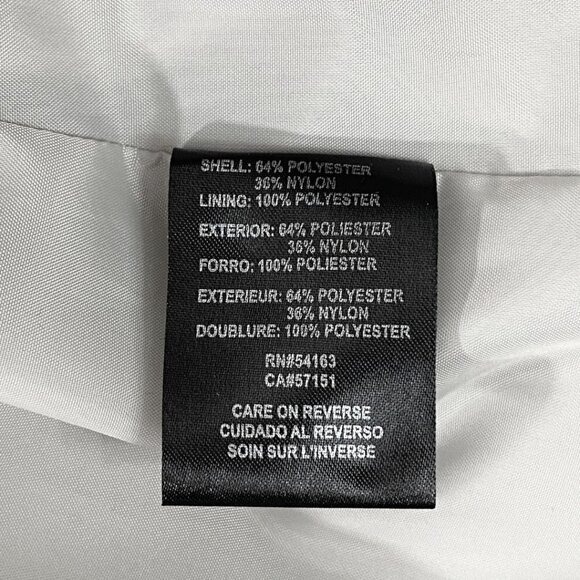 SHELL: 64% POLYESTER
36% NYLON
LINING: 100% POLYESTER
EXTERIOR: 64% POLIESTER
36% NYLON
FORRO: 100% POLIESTER
EXTERIEUR: 64% POLYESTER
36% NYLON
DOUBLURE: 100% POLYESTER
RN#54163
CA#57151
CARE ON REVERSE
CUIDADO AL REVERSO
SOIN SUR L'INVERSE